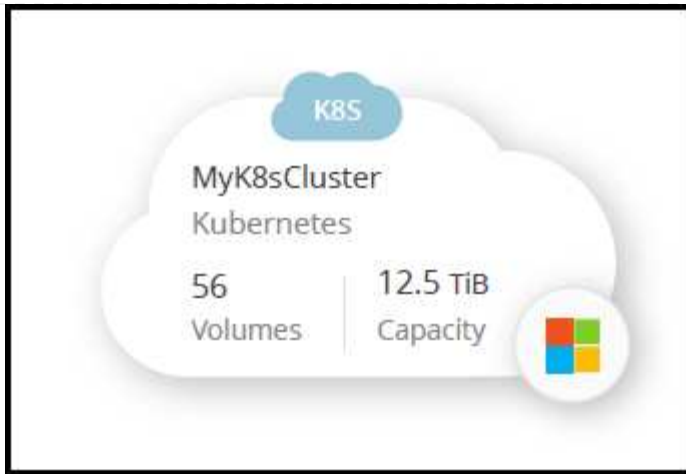 K8S
MyK8sCluster
Kubernetes
56
Volumes
12.5 TiB
Capacity